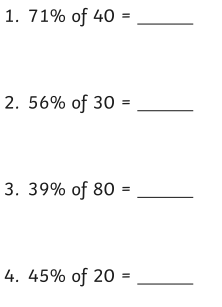 1. 71% of 40 = ______
2. 56% of 30 = ______
3. 39% of 80 = ______
4. 45% of 20 = ______